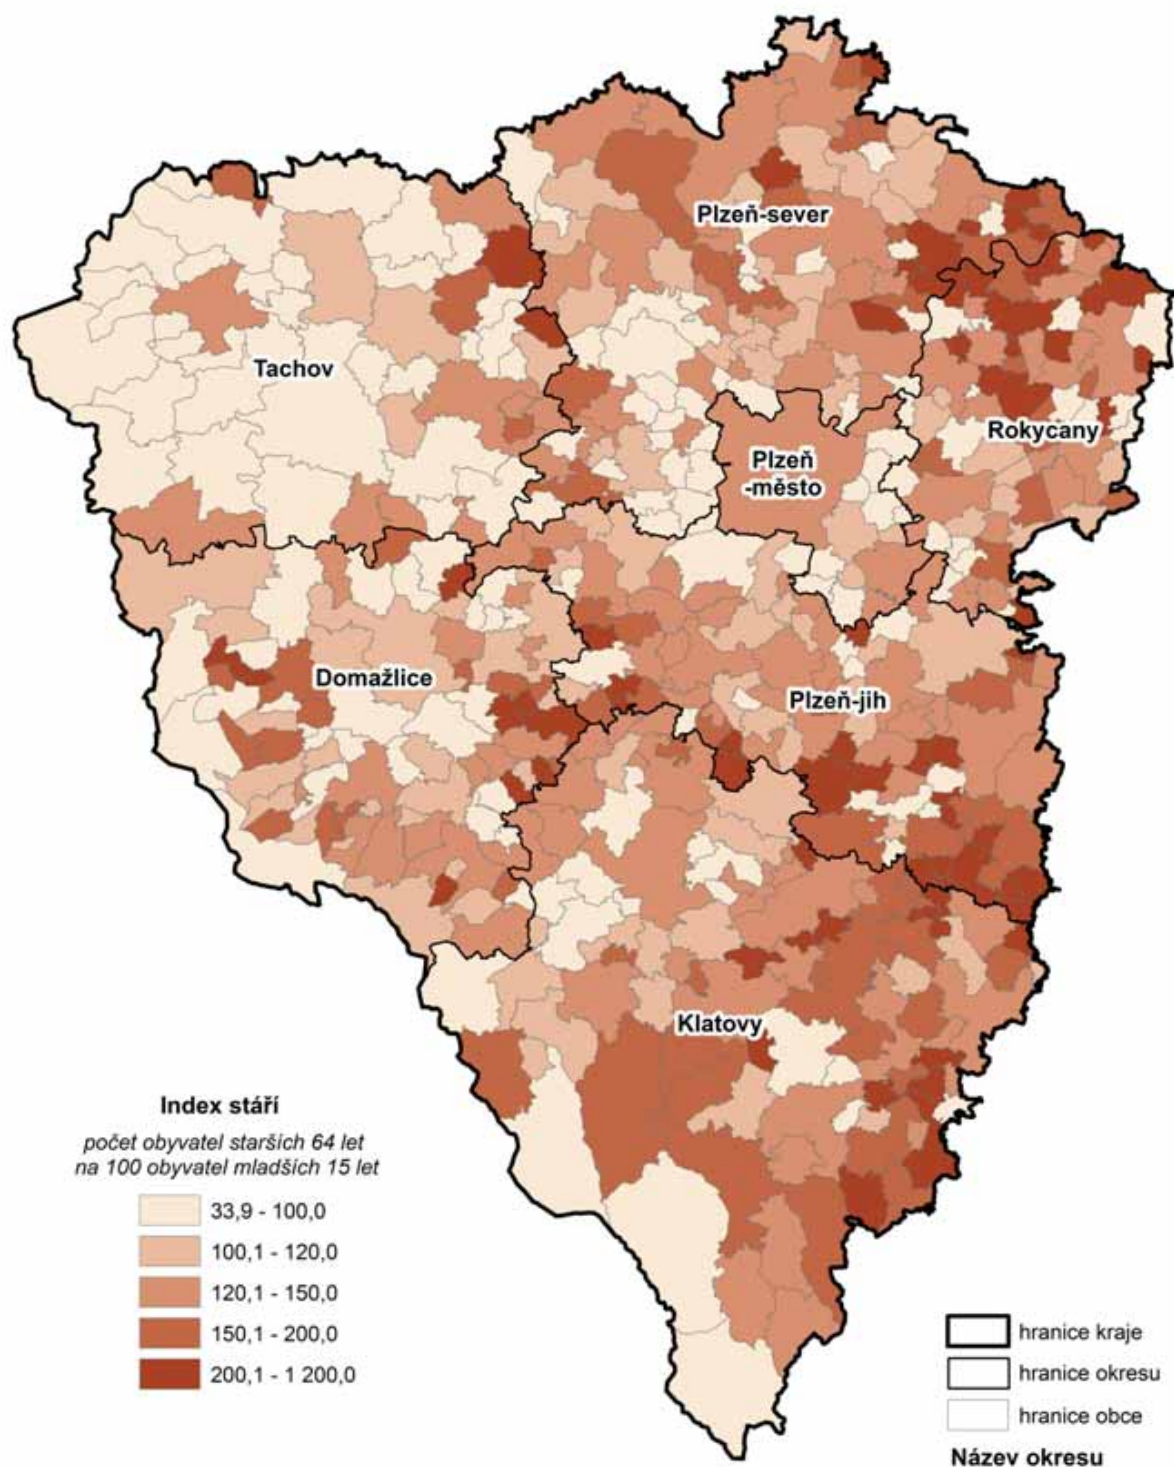 Plzeň-sever
Tachov
Rokycany
Plzeň
-město
Domažlice
Plzeň-jih
Klatovy
Index stáří
počet obyvatel starších 64 let
na 100 obyvatel mladších 15 let
33,9 - 100,0
100,1 - 120,0
120,1 - 150,0
150,1 - 200,0
200,1 - 1 200,0
hranice kraje
hranice okresu
hranice obce
Název okresu